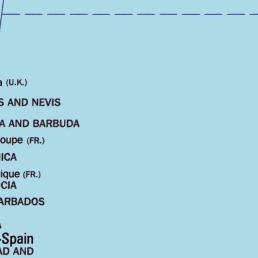 (U.K.)
S AND NEVIS
A AND BARBUDA
oupe (FR.)
ICA
ique (FR.)
CIA
ARBADOS
-Spain
AD AND